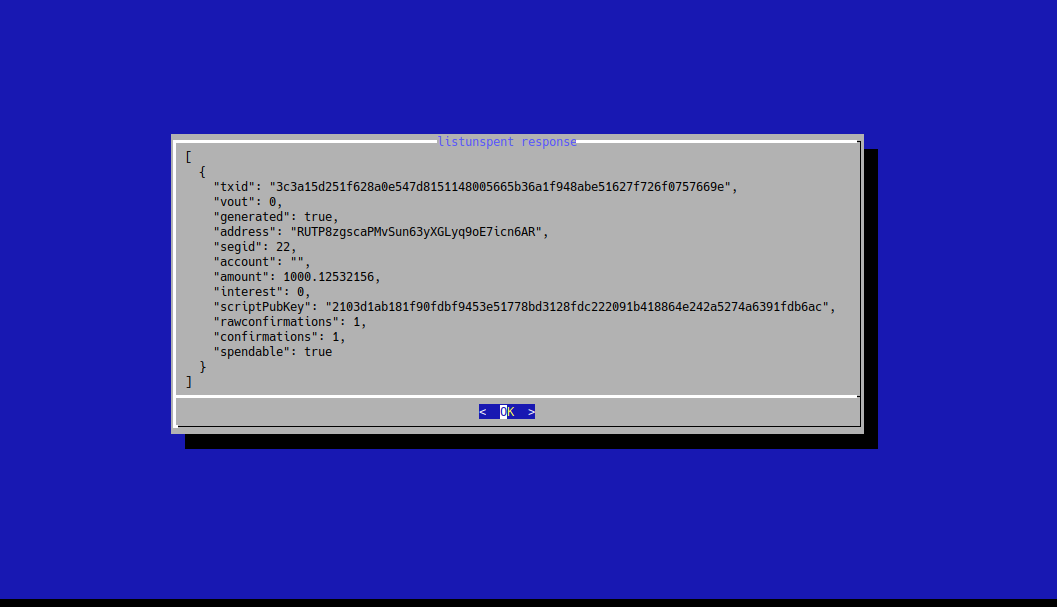 listunspent response
[
  {
    "txid": "3c3a15d251f628a0e547d8151148005665b36a1f948abe51627f726f0757669e",
    "vout": 0,
    "generated": true,
    "address": "RUTP8zgscaPMvSun63yXGLyq9oE7icn6AR",
    "segid": 22,
    "account": "",
    "amount": 1000.12532156,
    "interest": 0,
    "scriptPubKey": "2103d1ab181f90fdbf9453e51778bd3128fdc222091b418864e242a5274a6391fdb6ac",
    "rawconfirmations": 1,
    "confirmations": 1,
    "spendable": true
  }
]
<  OK  >